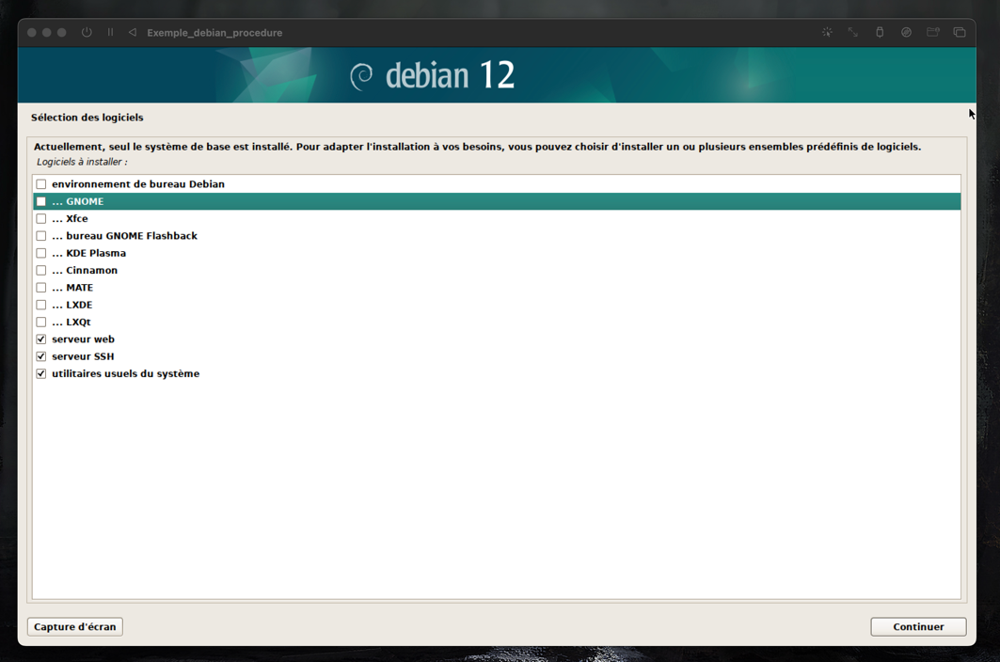 Exemple_debian_procedure
debian 12
Sélection des logiciels
Actuellement, seul le système de base est installé. Pour adapter l'installation à vos besoins, vous pouvez choisir d'installer un ou plusieurs ensembles prédéfinis de logiciels.
Logiciels à installer :
environnement de bureau Debian
... GNOME
... Xfce
... bureau GNOME Flashback
... KDE Plasma
... Cinnamon
... MATE
... LXDE
... LXQt
serveur web
serveur SSH
utilitaires usuels du système
Capture d'écran
Continuer